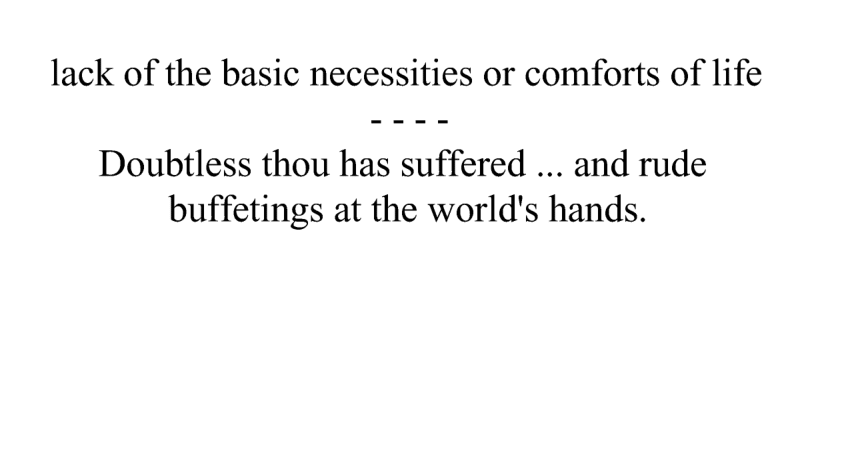 lack of the basic necessities or comforts of life
- - - -
Doubtless thou has suffered ... and rude
buffetings at the world's hands.